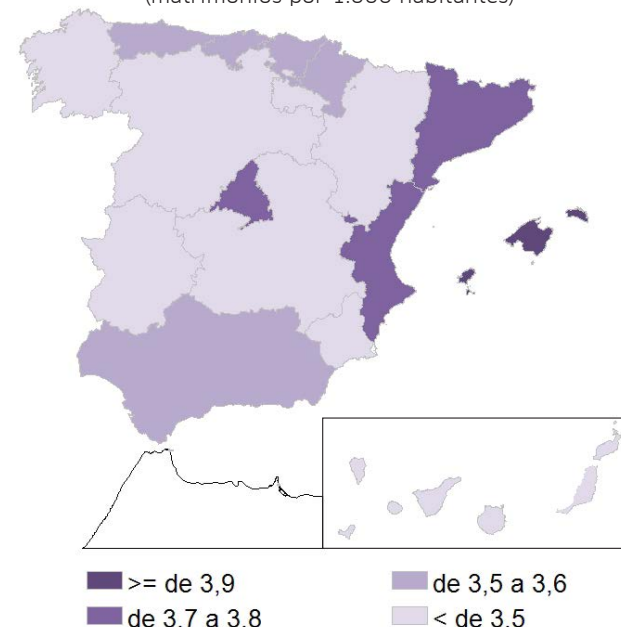 (matrimonios por 1.000 habitantes)
>= de 3,9
de 3,5 a 3,6
de 3,7 a 3,8
< de 3,5